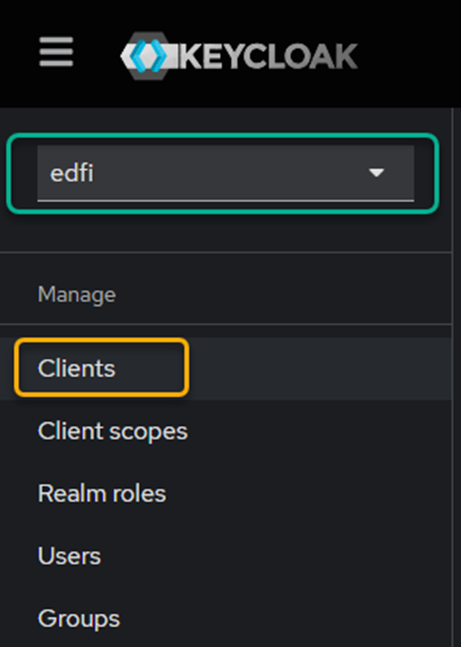 KEYCLOAK
edfi
Manage
Clients
Client scopes
Realm roles
Users
Groups